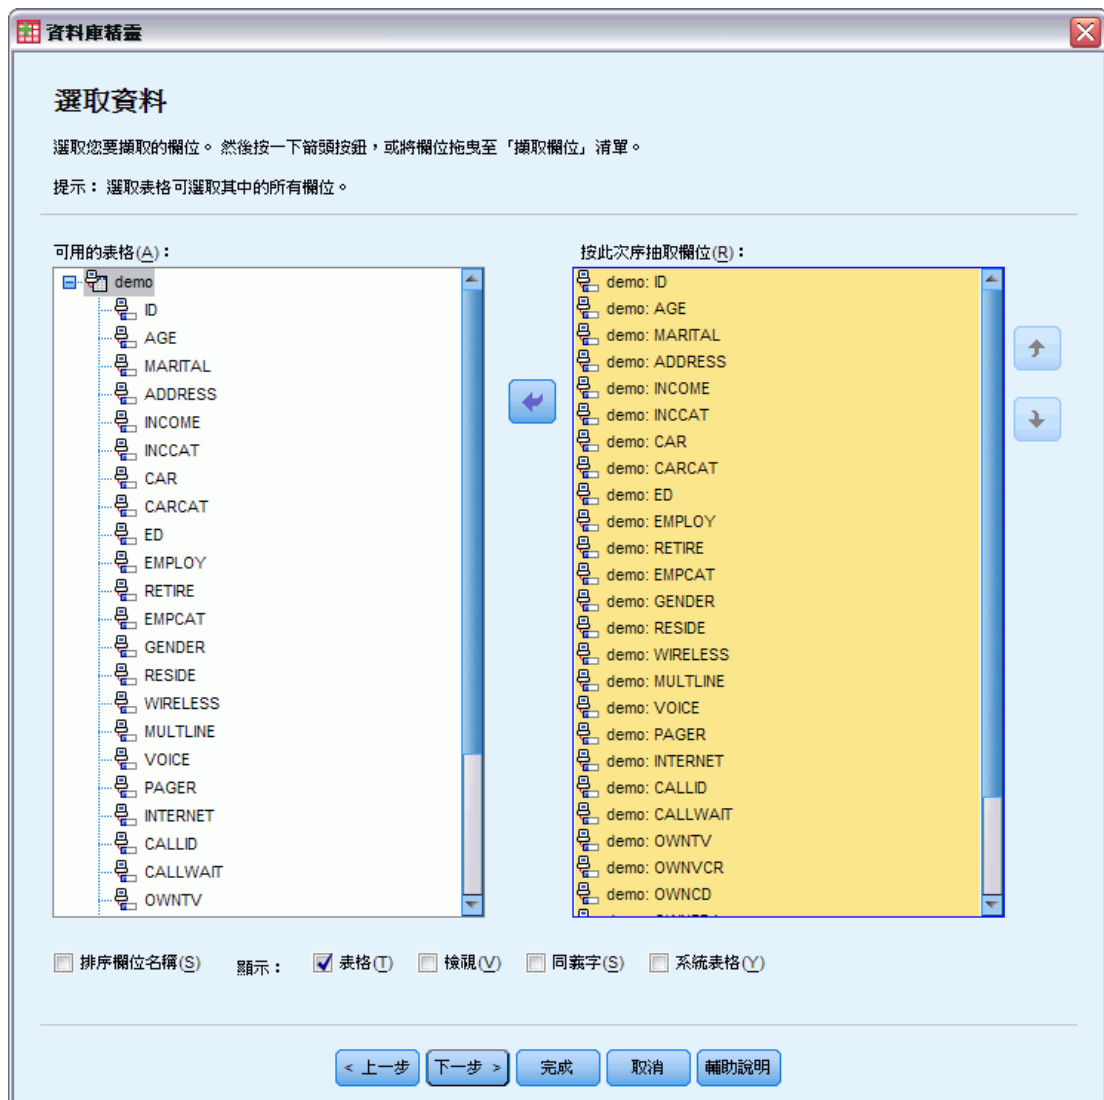 資料庫精靈
選取資料
選取您要擷取的欄位。 然後按一下箭頭按鈕，或將欄位拖曳至「擷取欄位」清單。
提示： 選取表格可選取其中的所有欄位。
可用的表格(A)：
demo
ID
AGE
MARITAL
ADDRESS
INCOME
INCCAT
CAR
CARCAT
ED
EMPLOY
RETIRE
EMPCAT
GENDER
RESIDE
WIRELESS
MULTLINE
VOICE
PAGER
INTERNET
CALLID
CALLWAIT
OWNTV
按此次序抽取欄位(R)：
demo: ID
demo: AGE
demo: MARITAL
demo: ADDRESS
demo: INCOME
demo: INCCAT
demo: CAR
demo: CARCAT
demo: ED
demo: EMPLOY
demo: RETIRE
demo: EMPCAT
demo: GENDER
demo: RESIDE
demo: WIRELESS
demo: MULTLINE
demo: VOICE
demo: PAGER
demo: INTERNET
demo: CALLID
demo: CALLWAIT
demo: OWNTV
demo: OWNVCR
demo: OWNCD
排序欄位名稱(S) 顯示： 表格(T) 檢視(V) 同義字(S) 系統表格(Y)
< 上一步 下一步 > 完成 取消 輔助說明